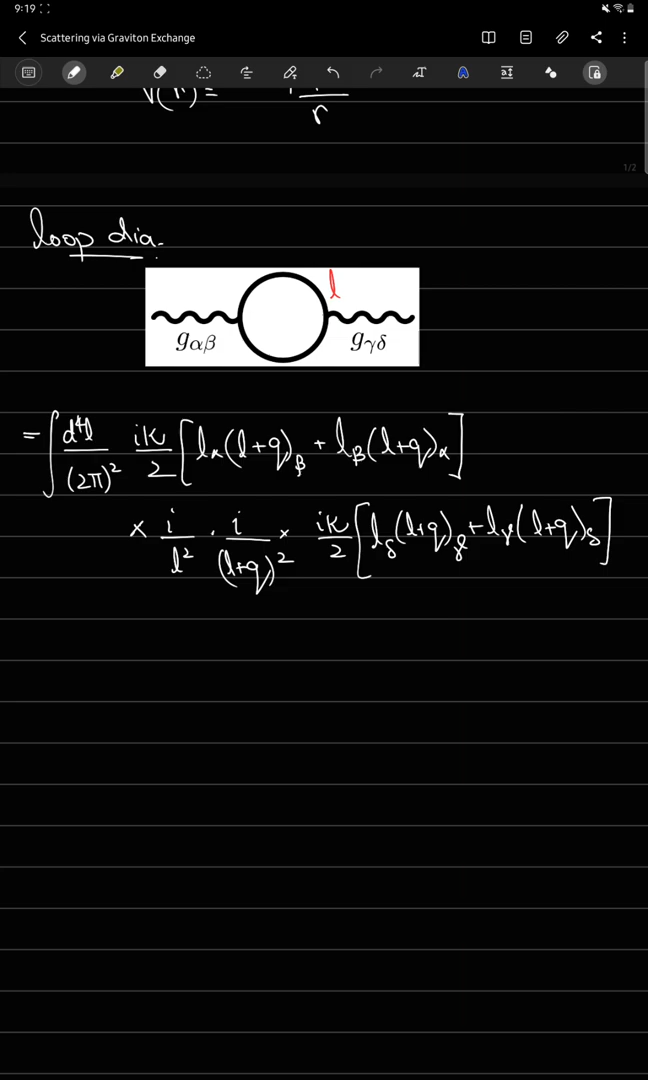 9:19
Scattering via Graviton Exchange
V(r) =
r
1/2
loop dia.
l
gαβ gγδ
= ∫ d⁴l/(2π)² iκ/2 [lα(l+q)β + lβ(l+q)α]
× i/l² · i/(l+q)² × iκ/2 [lδ(l+q)γ + lγ(l+q)δ]